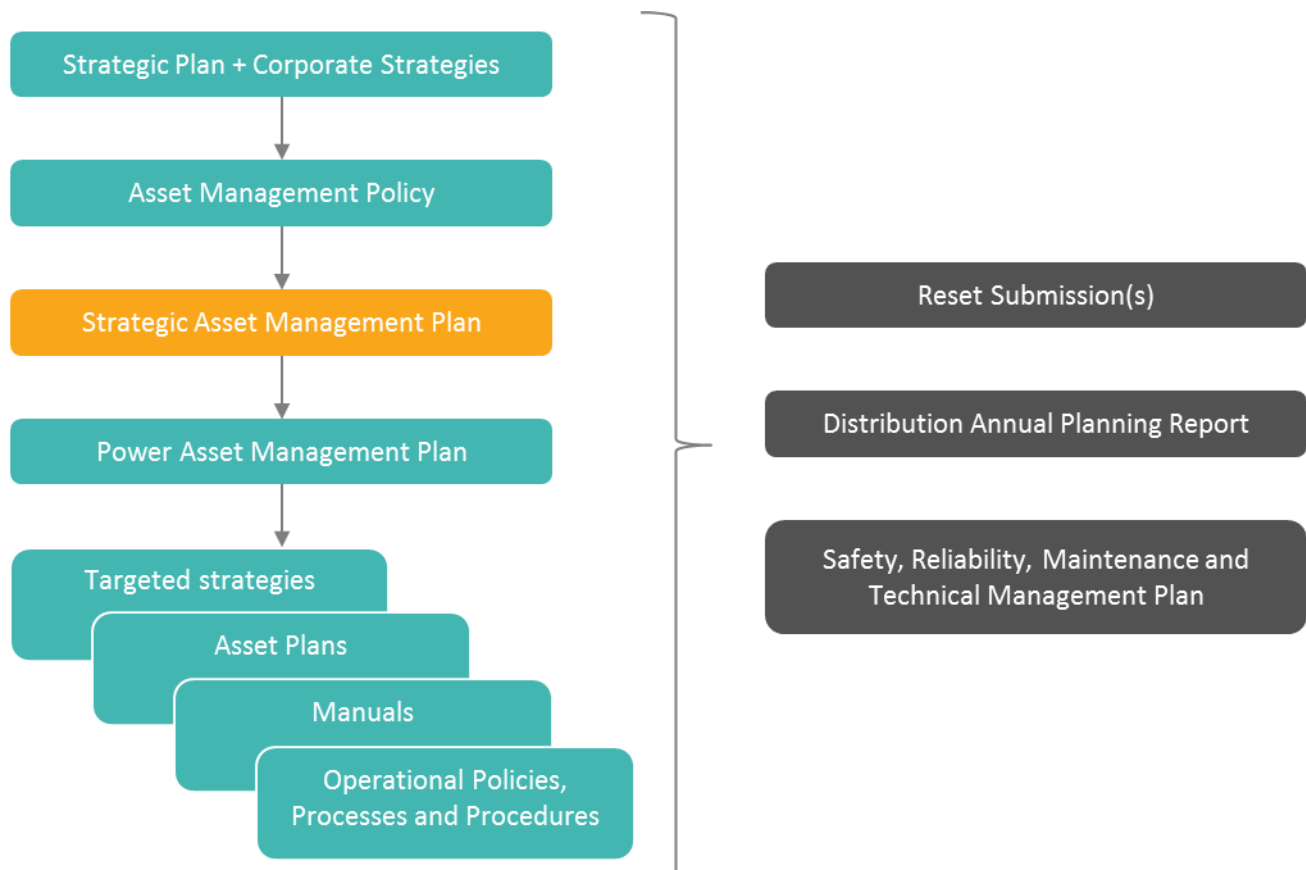 Strategic Plan + Corporate Strategies
Asset Management Policy
Strategic Asset Management Plan
Power Asset Management Plan
Targeted strategies
Asset Plans
Manuals
Operational Policies,
Processes and Procedures
Reset Submission(s)
Distribution Annual Planning Report
Safety, Reliability, Maintenance and
Technical Management Plan